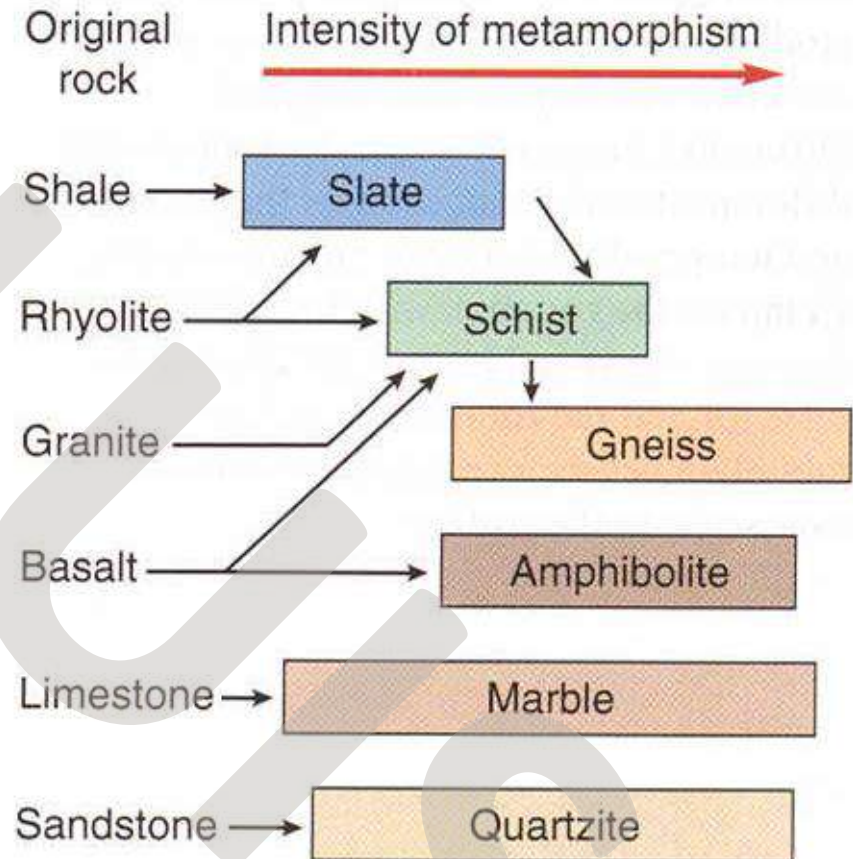 Original rock
Intensity of metamorphism
Shale
Slate
Rhyolite
Schist
Granite
Gneiss
Basalt
Amphibolite
Limestone
Marble
Sandstone
Quartzite